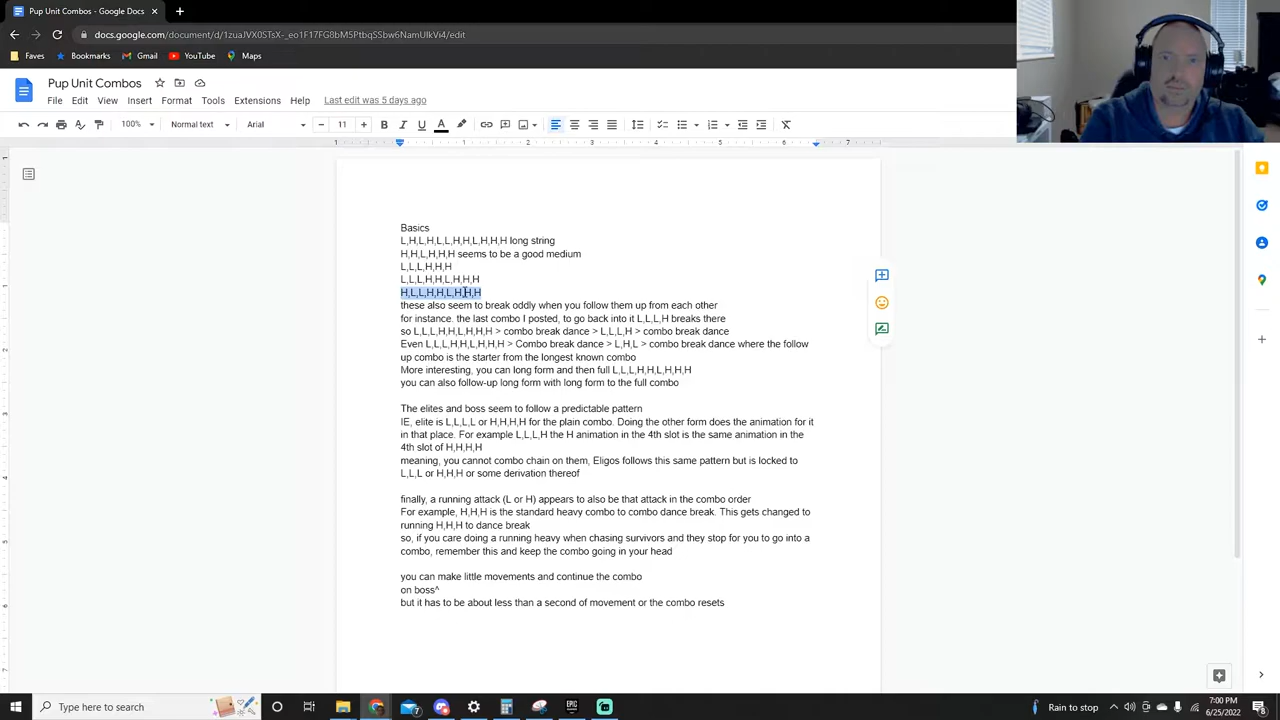 Pup Unit Combos
docs.google.com/document/d/
Faves
Bookmarks
Gmail
YouTube
Maps
Pup Unit Combos
File Edit View Insert Format Tools Extensions Help Last edit was 5 days ago
100% Normal text Arial 11
Basics
L,H,L,H,L,L,H,H,L,H,H,H long string
H,H,L,H,H,H seems to be a good medium
L,L,L,H,H,H
L,L,L,H,H,L,H,H,H
H,L,L,H,H,L,H,H,H
these also seem to break oddly when you follow them up from each other
for instance. the last combo I posted, to go back into it L,L,L,H breaks there
so L,L,L,H,H,L,H,H,H > combo break dance > L,L,L,H > combo break dance
Even L,L,L,H,H,L,H,H,H > Combo break dance > L,H,L > combo break dance where the follow
up combo is the starter from the longest known combo
More interesting, you can long form and then full L,L,L,H,H,L,H,H,H
you can also follow-up long form with long form to the full combo
The elites and boss seem to follow a predictable pattern
IE, elite is L,L,L,L or H,H,H,H for the plain combo. Doing the other form does the animation for it
in that place. For example L,L,L,H the H animation in the 4th slot is the same animation in the
4th slot of H,H,H,H
meaning, you cannot combo chain on them, Eligos follows this same pattern but is locked to
L,L,L or H,H,H or some derivation thereof
finally, a running attack (L or H) appears to also be that attack in the combo order
For example, H,H,H is the standard heavy combo to combo dance break. This gets changed to
running H,H,H to dance break
so, if you care doing a running heavy when chasing survivors and they stop for you to go into a
combo, remember this and keep the combo going in your head
you can make little movements and continue the combo
on boss^
but it has to be about less than a second of movement or the combo resets
Type here to search
Rain to stop
7:00 PM
6/25/2022